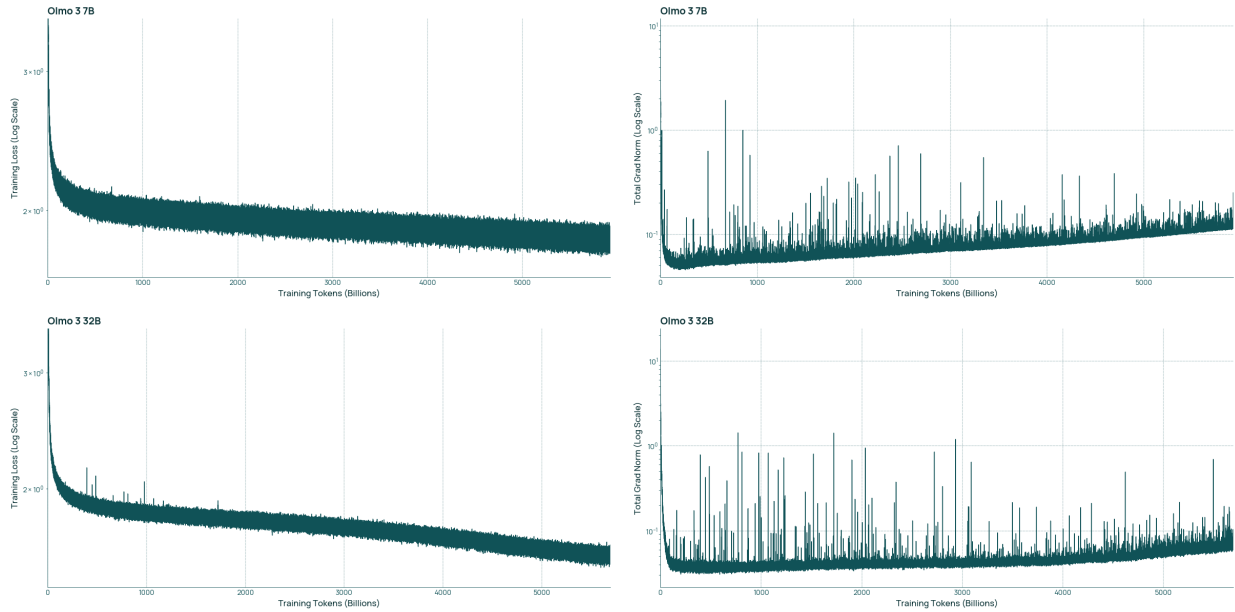 Olmo 3 7B
Training Loss (Log Scale)
3 × 10⁰
2 × 10⁰
0 1000 2000 3000 4000 5000
Training Tokens (Billions)
Olmo 3 7B
Total Grad Norm (Log Scale)
10¹
10⁰
10⁻¹
0 1000 2000 3000 4000 5000
Training Tokens (Billions)
Olmo 3 32B
Training Loss (Log Scale)
3 × 10⁰
2 × 10⁰
0 1000 2000 3000 4000 5000
Training Tokens (Billions)
Olmo 3 32B
Total Grad Norm (Log Scale)
10¹
10⁰
10⁻¹
0 1000 2000 3000 4000 5000
Training Tokens (Billions)